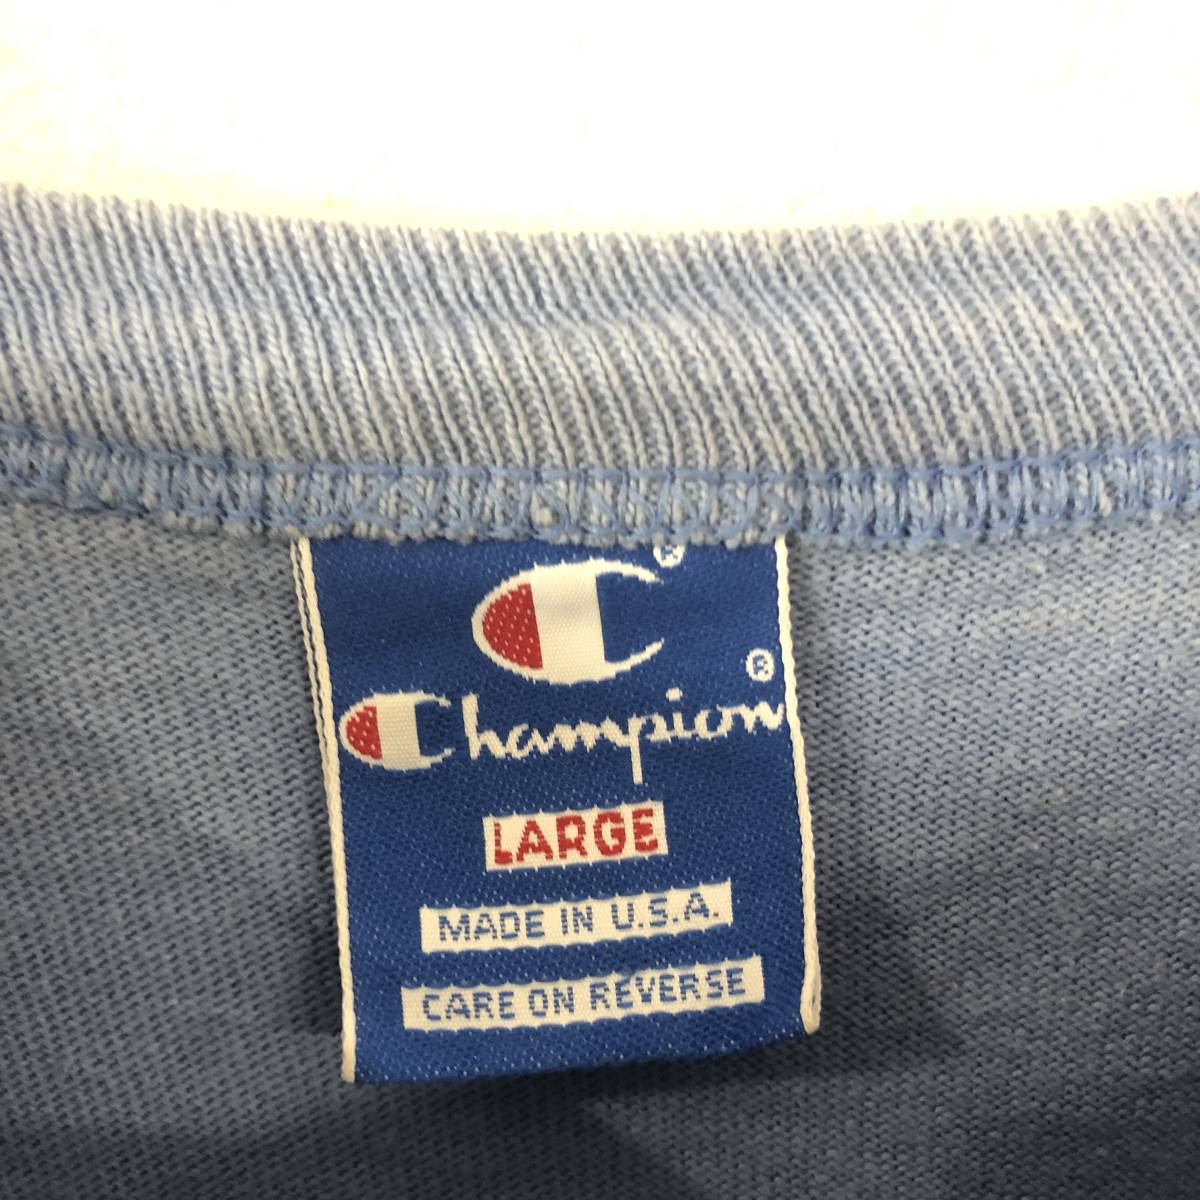 C®
Champion®
LARGE
MADE IN U.S.A.
CARE ON REVERSE